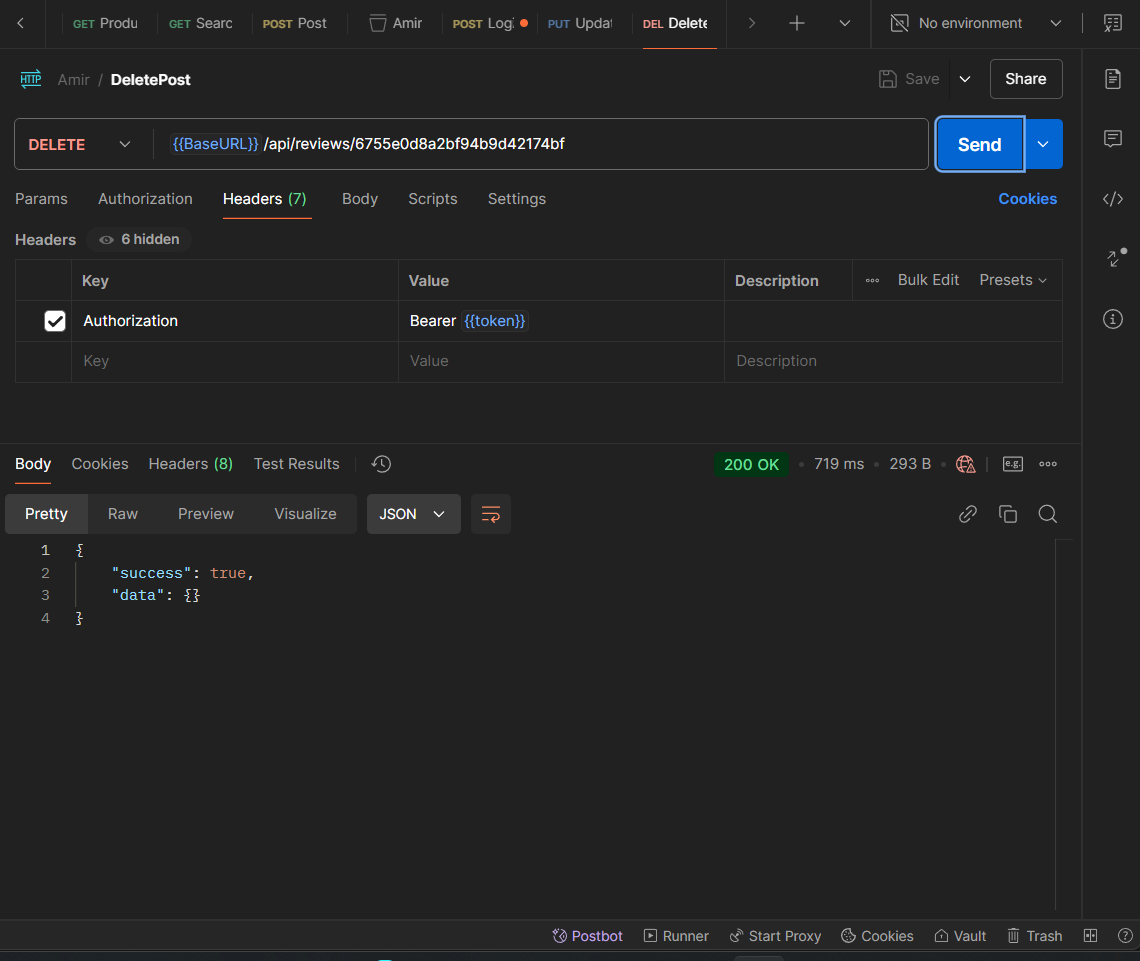 GET Produ GET Searc POST Post Amir POST Log PUT Updat DEL Delete No environment
HTTP Amir / DeletePost Save Share
DELETE {{BaseURL}} /api/reviews/6755e0d8a2bf94b9d42174bf Send
Params Authorization Headers (7) Body Scripts Settings Cookies
Headers 6 hidden
Key Value Description Bulk Edit Presets
Authorization Bearer {{token}}
Key Value Description
Body Cookies Headers (8) Test Results 200 OK 719 ms 293 B e.g.
Pretty Raw Preview Visualize JSON
1 {
2 "success": true,
3 "data": {}
4 }
Postbot Runner Start Proxy Cookies Vault Trash